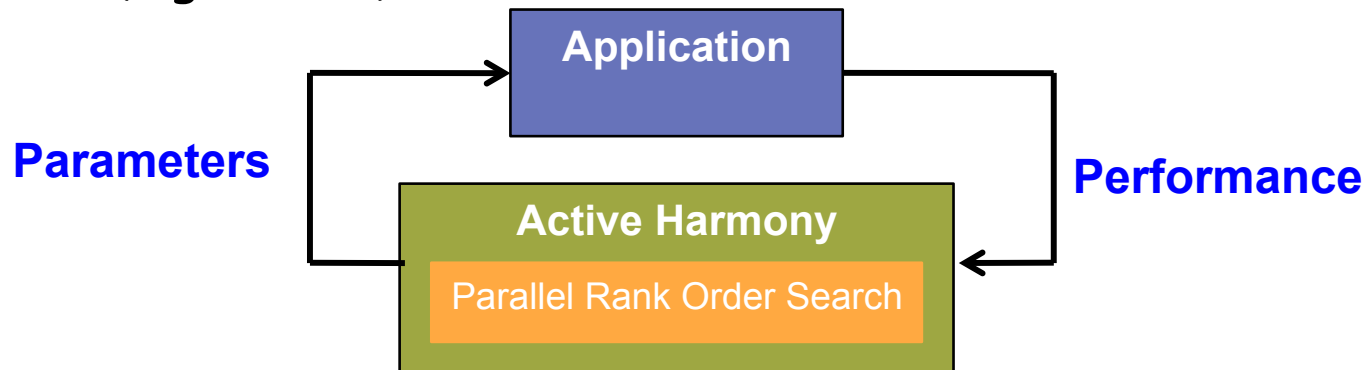 Application
Parameters
Performance
Active Harmony
Parallel Rank Order Search